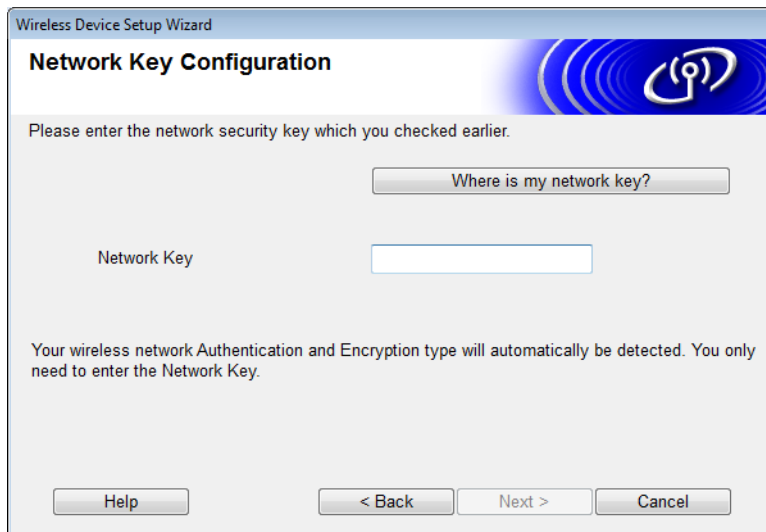 Wireless Device Setup Wizard
Network Key Configuration
Please enter the network security key which you checked earlier.
Where is my network key?
Network Key
Your wireless network Authentication and Encryption type will automatically be detected. You only
need to enter the Network Key.
Help
< Back
Next >
Cancel